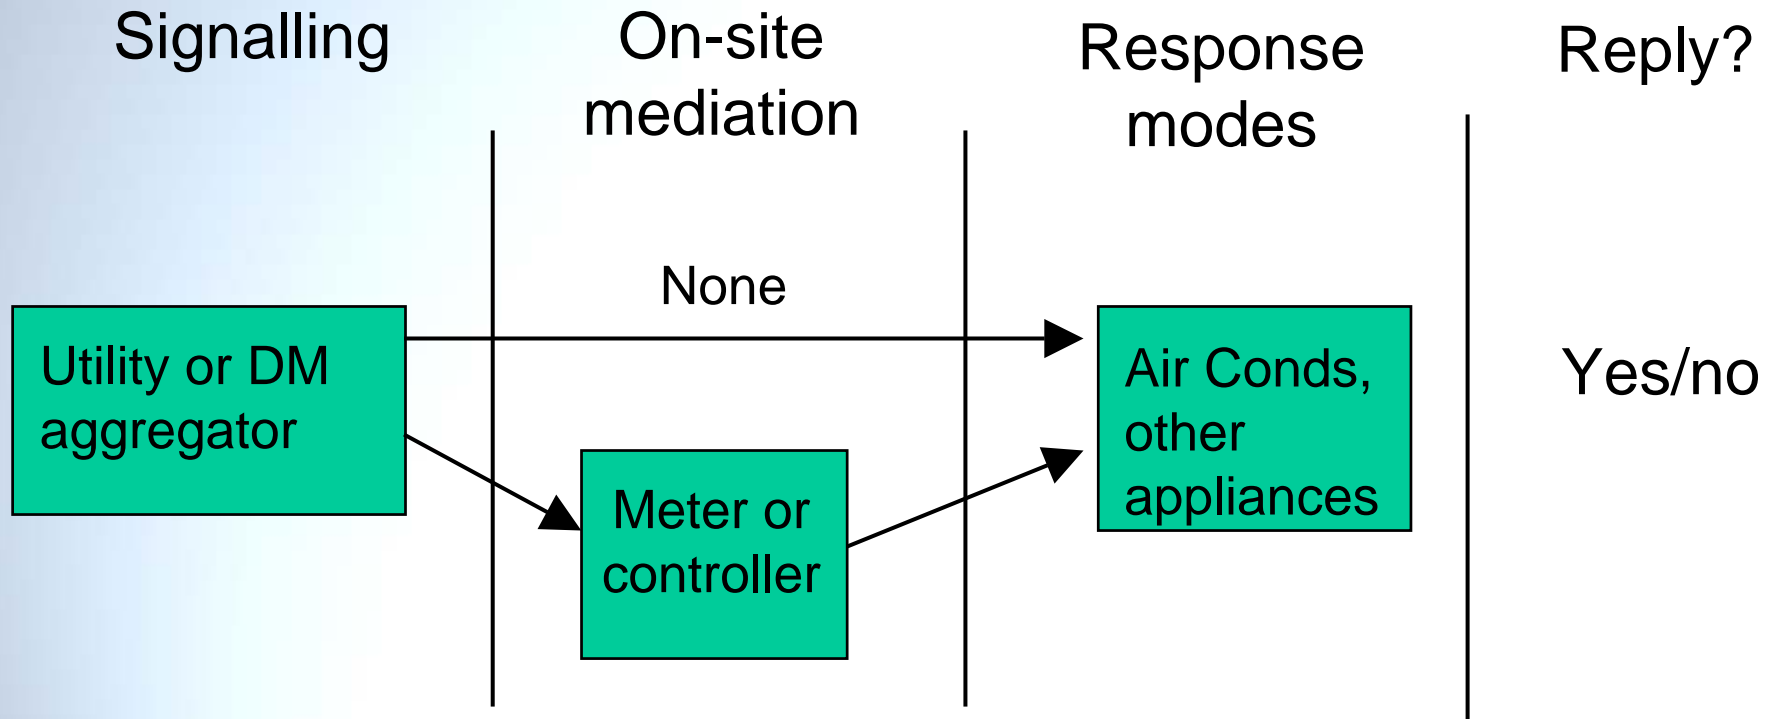 Signalling
On-site
mediation
Response
modes
Reply?
None
Utility or DM
aggregator
Meter or
controller
Air Conds,
other
appliances
Yes/no